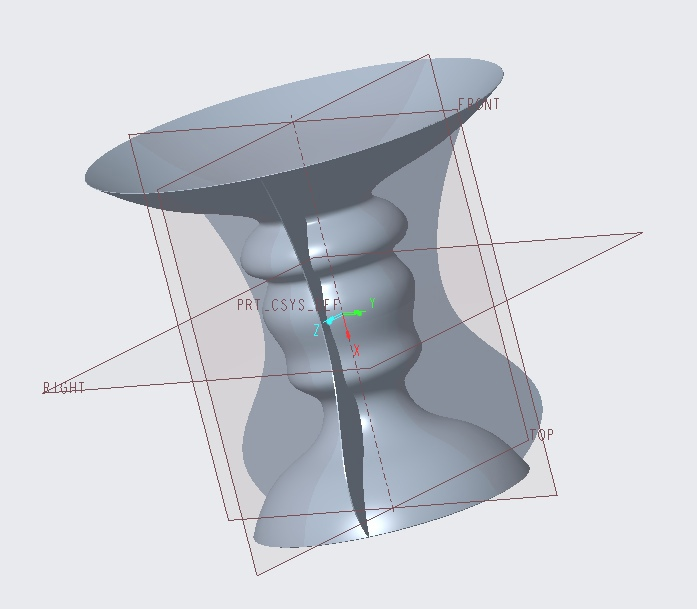 FRONT
PRT_CSYS_DEF
Y
Z
X
RIGHT
TOP